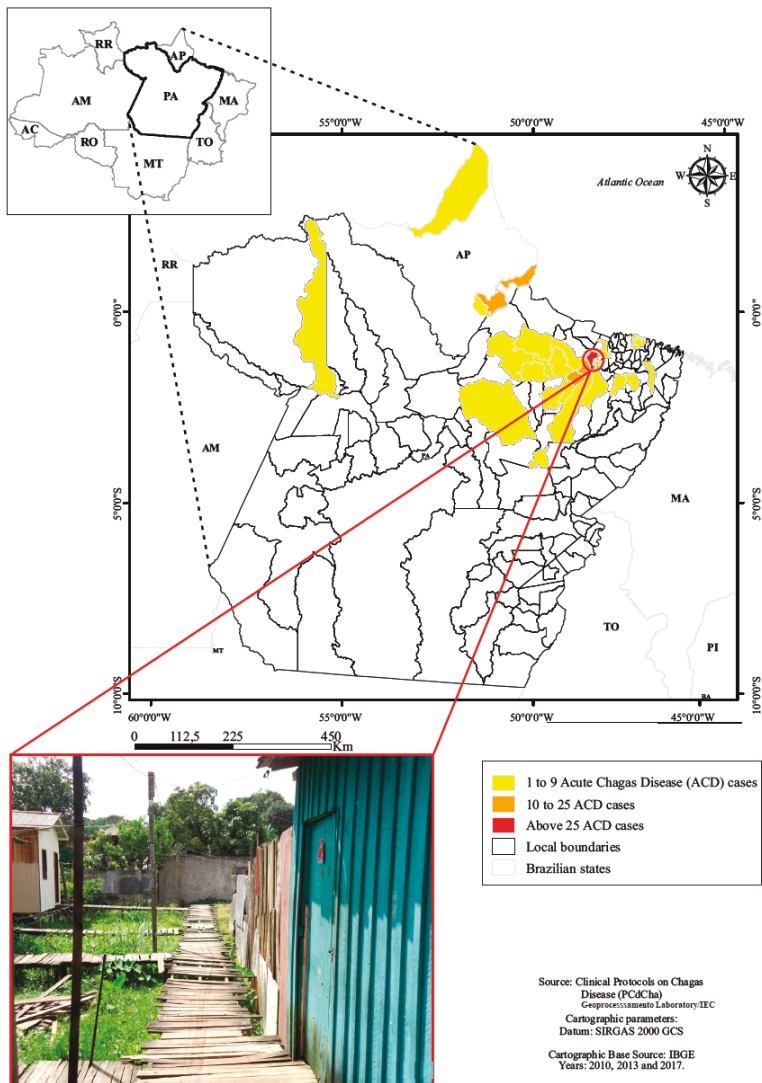 RR
AP
AM
PA
MA
AC
RO
TO
MT
55°0'0"W
50°0'0"W
45°0'0"W
N
W
E
S
Atlantic Ocean
RR
AP
0°0'0"
0°0'0"
AM
PA
MA
5°0'0"S
5°0'0"S
TO
PI
MT
BA
10°0'0"S
10°0'0"S
60°0'0"W
55°0'0"W
50°0'0"W
45°0'0"W
0 112,5 225 450
Km
1 to 9 Acute Chagas Disease (ACD) cases
10 to 25 ACD cases
Above 25 ACD cases
Local boundaries
Brazilian states
Source: Clinical Protocols on Chagas
Disease (PCdCha)
Geoprocesssamento Laboratory/IEC
Cartographic parameters:
Datum: SIRGAS 2000 GCS
Cartographic Base Source: IBGE
Years: 2010, 2013 and 2017.